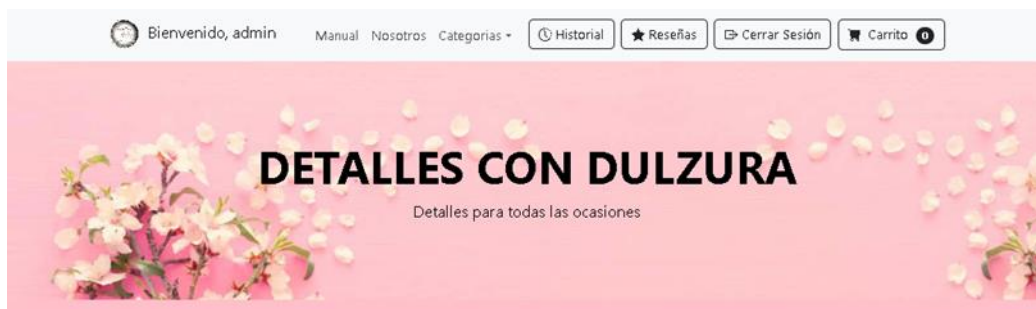 Bienvenido, admin Manual Nosotros Categorias Historial Reseñas Cerrar Sesión Carrito 0
DETALLES CON DULZURA
Detalles para todas las ocasiones